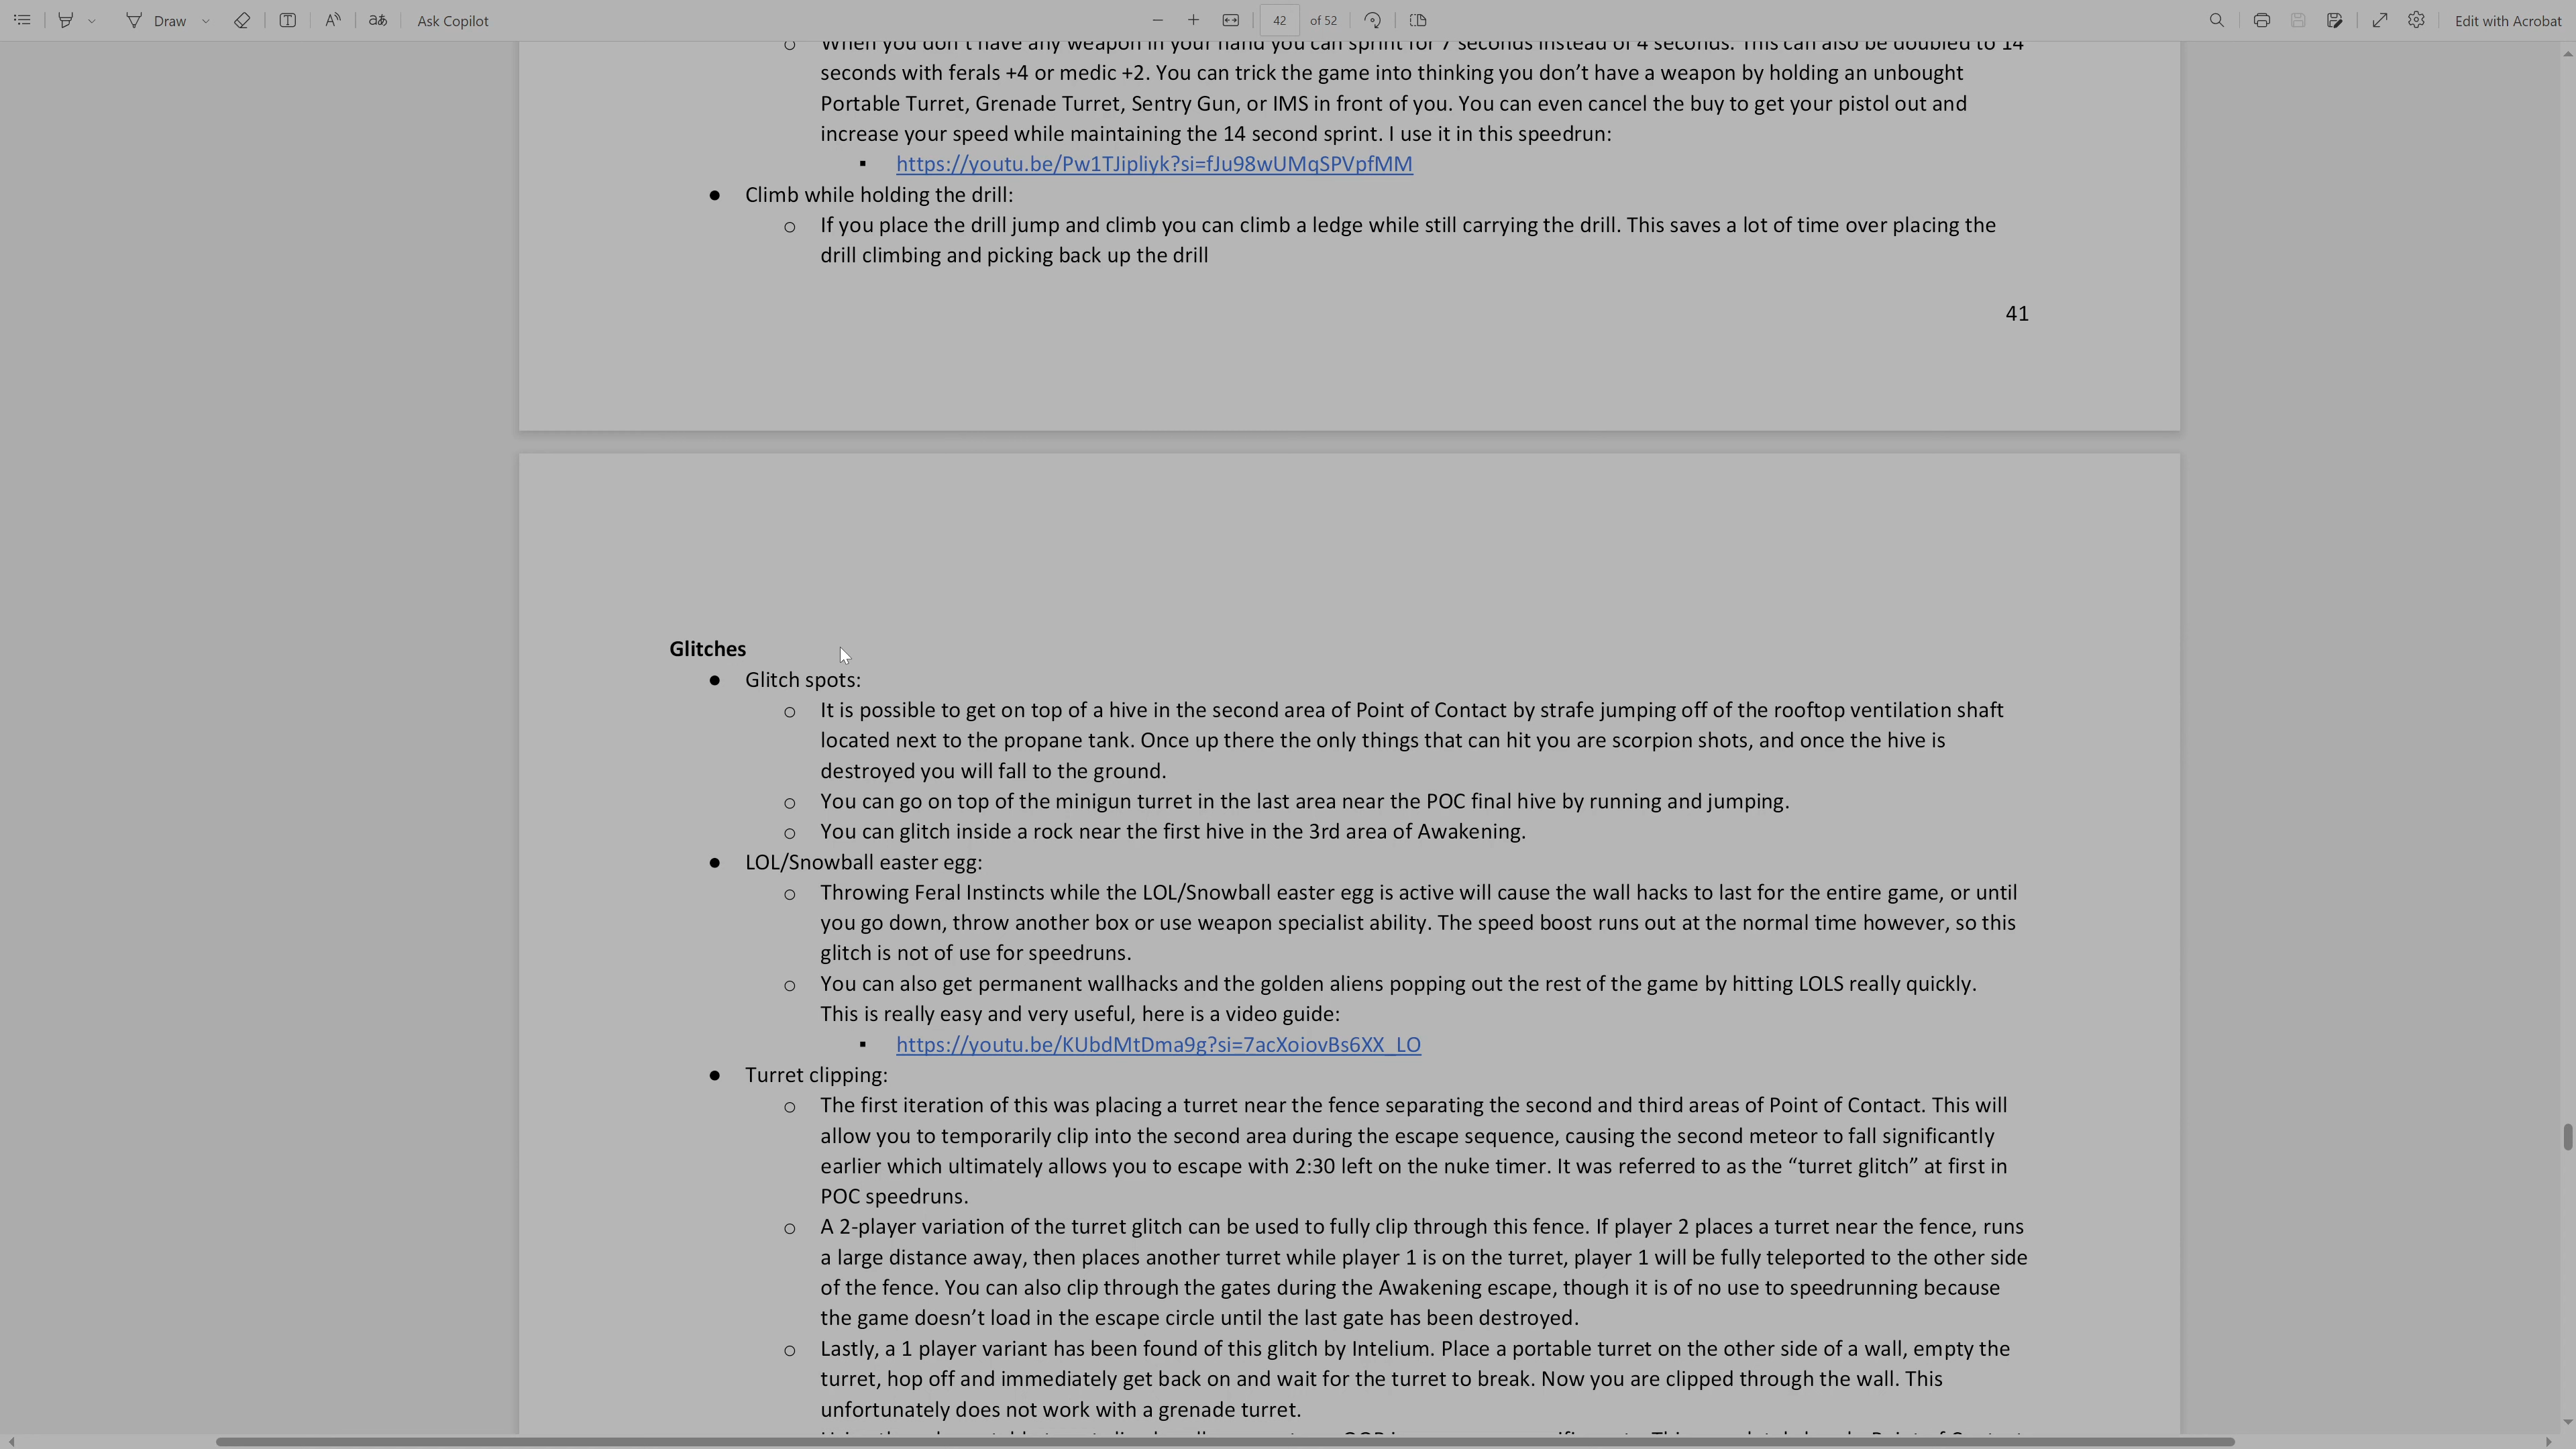 Draw
Ask Copilot
42 of 52
Edit with Acrobat
○ When you don't have any weapon in your hand you can sprint for 7 seconds instead of 4 seconds. This can also be doubled to 14
seconds with ferals +4 or medic +2. You can trick the game into thinking you don’t have a weapon by holding an unbought
Portable Turret, Grenade Turret, Sentry Gun, or IMS in front of you. You can even cancel the buy to get your pistol out and
increase your speed while maintaining the 14 second sprint. I use it in this speedrun:
▪ https://youtu.be/Pw1TJipliyk?si=fJu98wUMqSPVpfMM
● Climb while holding the drill:
○ If you place the drill jump and climb you can climb a ledge while still carrying the drill. This saves a lot of time over placing the
drill climbing and picking back up the drill
41
Glitches
● Glitch spots:
○ It is possible to get on top of a hive in the second area of Point of Contact by strafe jumping off of the rooftop ventilation shaft
located next to the propane tank. Once up there the only things that can hit you are scorpion shots, and once the hive is
destroyed you will fall to the ground.
○ You can go on top of the minigun turret in the last area near the POC final hive by running and jumping.
○ You can glitch inside a rock near the first hive in the 3rd area of Awakening.
● LOL/Snowball easter egg:
○ Throwing Feral Instincts while the LOL/Snowball easter egg is active will cause the wall hacks to last for the entire game, or until
you go down, throw another box or use weapon specialist ability. The speed boost runs out at the normal time however, so this
glitch is not of use for speedruns.
○ You can also get permanent wallhacks and the golden aliens popping out the rest of the game by hitting LOLS really quickly.
This is really easy and very useful, here is a video guide:
▪ https://youtu.be/KUbdMtDma9g?si=7acXoiovBs6XX_LO
● Turret clipping:
○ The first iteration of this was placing a turret near the fence separating the second and third areas of Point of Contact. This will
allow you to temporarily clip into the second area during the escape sequence, causing the second meteor to fall significantly
earlier which ultimately allows you to escape with 2:30 left on the nuke timer. It was referred to as the “turret glitch” at first in
POC speedruns.
○ A 2-player variation of the turret glitch can be used to fully clip through this fence. If player 2 places a turret near the fence, runs
a large distance away, then places another turret while player 1 is on the turret, player 1 will be fully teleported to the other side
of the fence. You can also clip through the gates during the Awakening escape, though it is of no use to speedrunning because
the game doesn’t load in the escape circle until the last gate has been destroyed.
○ Lastly, a 1 player variant has been found of this glitch by Intelium. Place a portable turret on the other side of a wall, empty the
turret, hop off and immediately get back on and wait for the turret to break. Now you are clipped through the wall. This
unfortunately does not work with a grenade turret.